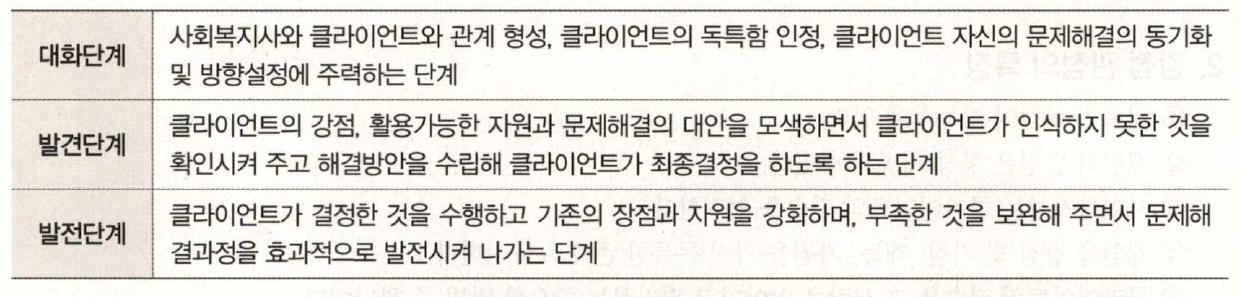 대화단계
사회복지사와 클라이언트와 관계 형성, 클라이언트의 독특함 인정, 클라이언트 자신의 문제해결의 동기화
및 방향설정에 주력하는 단계
발견단계
클라이언트의 강점, 활용가능한 자원과 문제해결의 대안을 모색하면서 클라이언트가 인식하지 못한 것을
확인시켜 주고 해결방안을 수립해 클라이언트가 최종결정을 하도록 하는 단계
발전단계
클라이언트가 결정한 것을 수행하고 기존의 장점과 자원을 강화하며, 부족한 것을 보완해 주면서 문제해
결과정을 효과적으로 발전시켜 나가는 단계